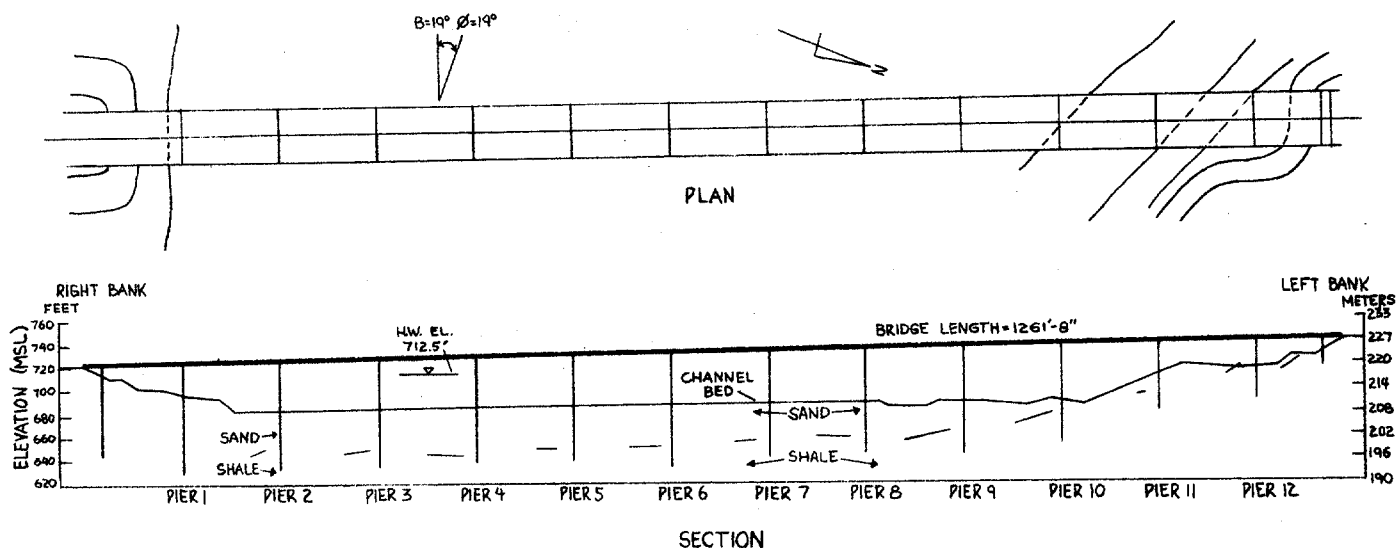 B=19° Ø=19°
N
PLAN
RIGHT BANK
FEET
LEFT BANK
METERS
ELEVATION (MSL)
760
740
720
700
680
660
640
620
H.W. EL.
712.5'
BRIDGE LENGTH = 1261'-8"
CHANNEL
BED
SAND
SHALE
SAND
SHALE
233
227
220
214
208
202
196
190
PIER 1 PIER 2 PIER 3 PIER 4 PIER 5 PIER 6 PIER 7 PIER 8 PIER 9 PIER 10 PIER 11 PIER 12
SECTION